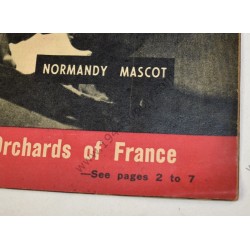 NORMANDY MASCOT
Orchards of France
—See pages 2 to 7